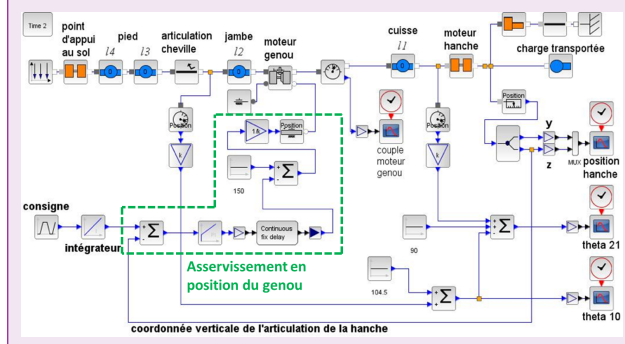 Time 2
point
d'appui
au sol
pied
l4
l3
articulation
cheville
jambe
l2
moteur
genou
cuisse
l1
moteur
hanche
charge transportée
Position
Position
Position
Position
couple
moteur
genou
y
z
MUX
position
hanche
150
consigne
intégrateur
Continuous
fix delay
Asservissement en
position du genou
90
theta 21
104.5
theta 10
coordonnée verticale de l'articulation de la hanche